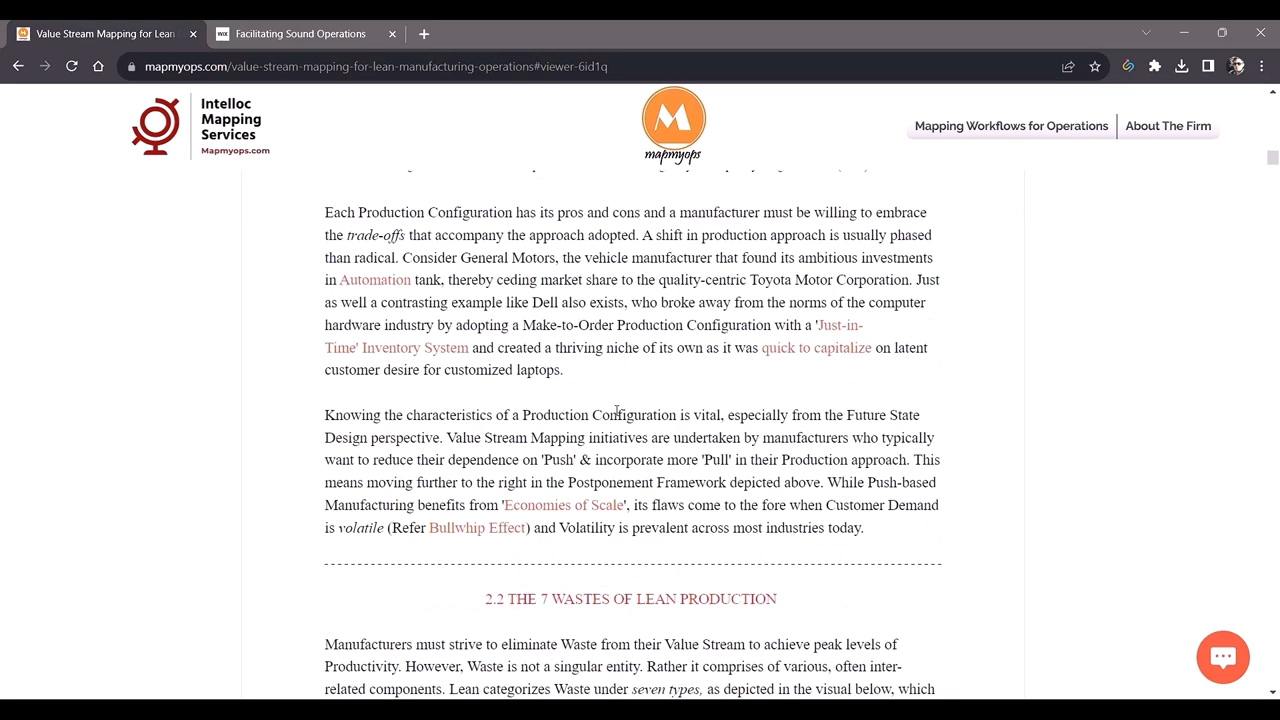 Value Stream Mapping for Lean
Facilitating Sound Operations
mapmyops.com/value-stream-mapping-for-lean-manufacturing-operations#viewer-6id1q
Intelloc
Mapping
Services
Mapmyops.com
M
mapmyops
Mapping Workflows for Operations
About The Firm
Each Production Configuration has its pros and cons and a manufacturer must be willing to embrace
the trade-offs that accompany the approach adopted. A shift in production approach is usually phased
than radical. Consider General Motors, the vehicle manufacturer that found its ambitious investments
in Automation tank, thereby ceding market share to the quality-centric Toyota Motor Corporation. Just
as well a contrasting example like Dell also exists, who broke away from the norms of the computer
hardware industry by adopting a Make-to-Order Production Configuration with a 'Just-in-
Time' Inventory System and created a thriving niche of its own as it was quick to capitalize on latent
customer desire for customized laptops.
Knowing the characteristics of a Production Configuration is vital, especially from the Future State
Design perspective. Value Stream Mapping initiatives are undertaken by manufacturers who typically
want to reduce their dependence on 'Push' & incorporate more 'Pull' in their Production approach. This
means moving further to the right in the Postponement Framework depicted above. While Push-based
Manufacturing benefits from 'Economies of Scale', its flaws come to the fore when Customer Demand
is volatile (Refer Bullwhip Effect) and Volatility is prevalent across most industries today.
2.2 THE 7 WASTES OF LEAN PRODUCTION
Manufacturers must strive to eliminate Waste from their Value Stream to achieve peak levels of
Productivity. However, Waste is not a singular entity. Rather it comprises of various, often inter-
related components. Lean categorizes Waste under seven types, as depicted in the visual below, which